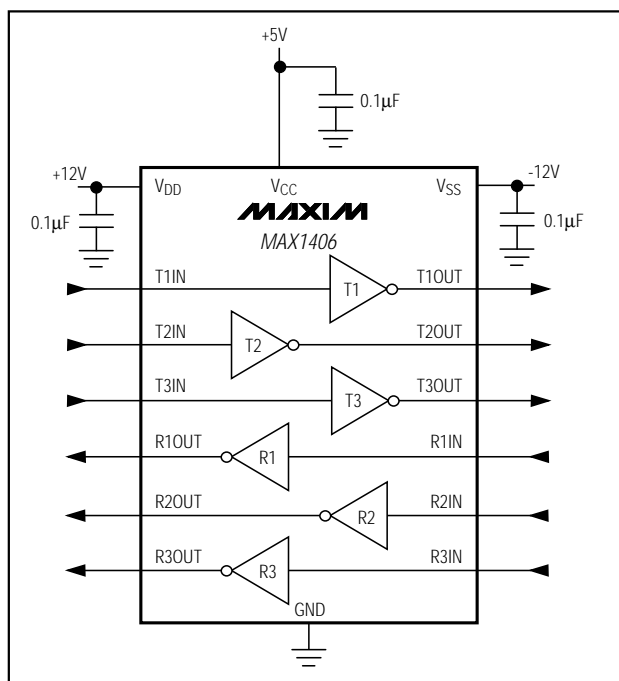 +5V
0.1µF
+12V
-12V
VDD
VCC
VSS
0.1µF
MAXIM
0.1µF
MAX1406
T1IN
T1
T1OUT
T2IN
T2
T2OUT
T3IN
T3
T3OUT
R1OUT
R1
R1IN
R2OUT
R2
R2IN
R3OUT
R3
R3IN
GND